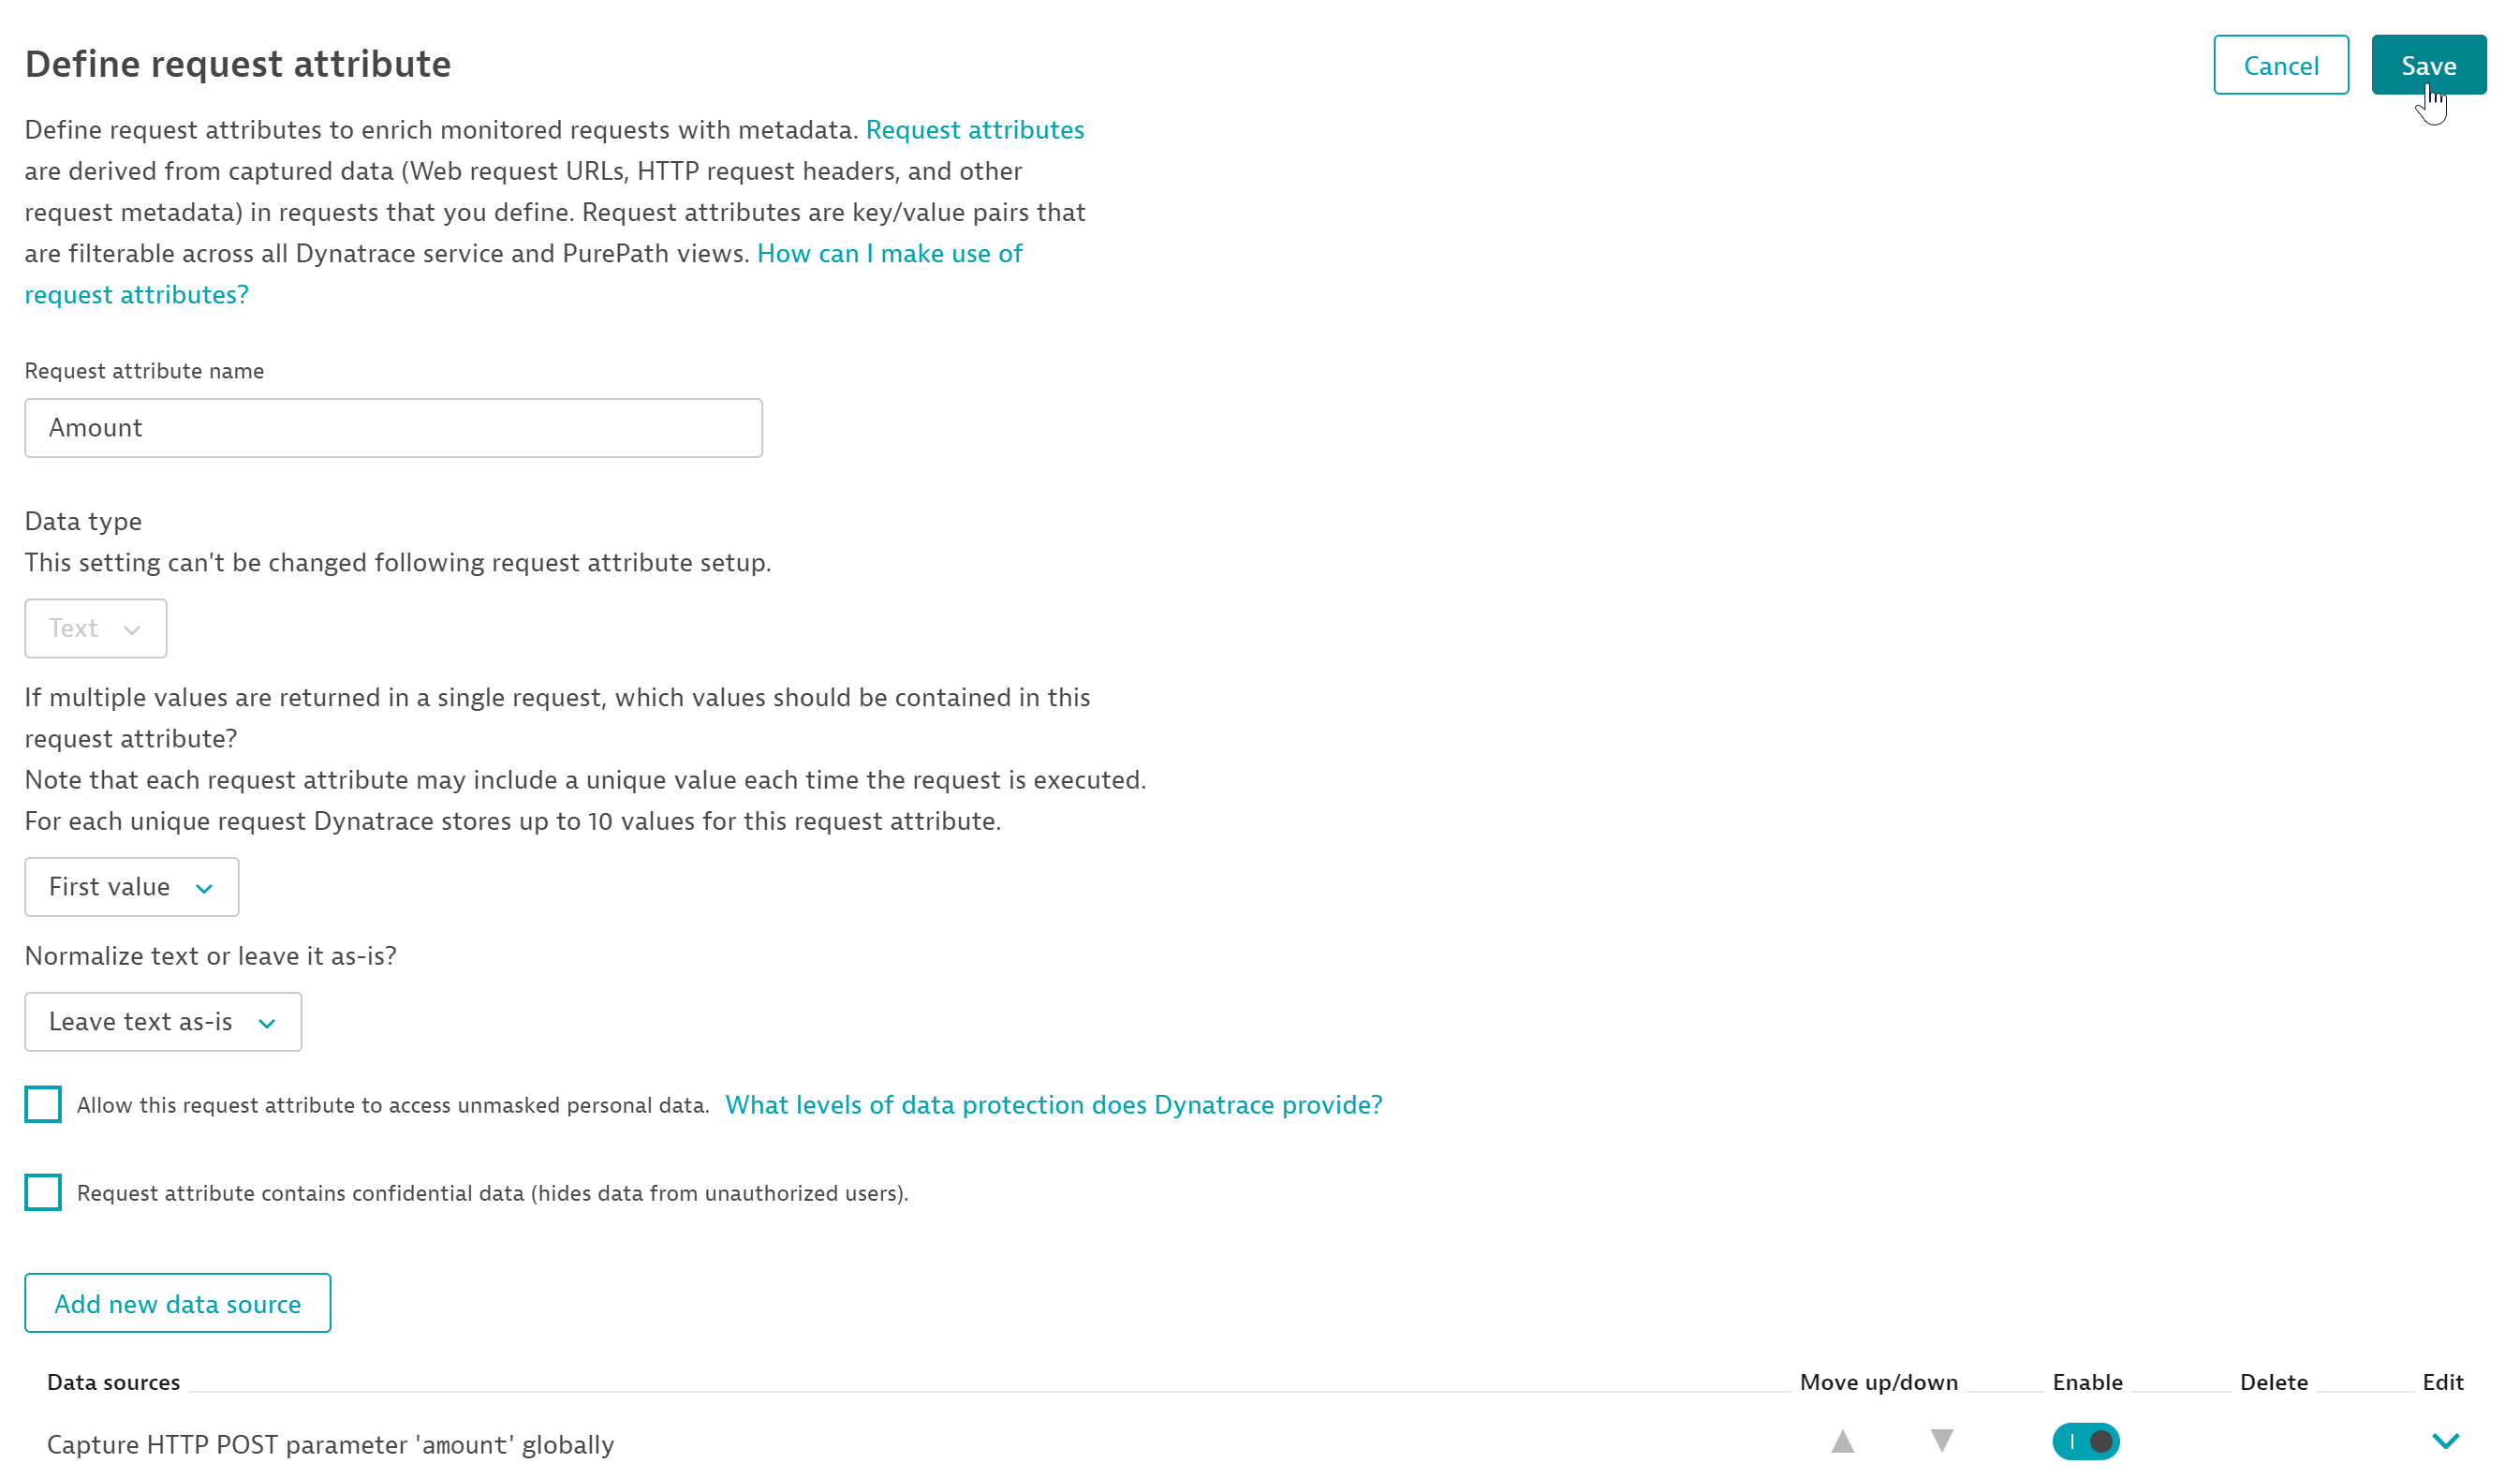 Define request attribute
Cancel
Save
Define request attributes to enrich monitored requests with metadata. Request attributes
are derived from captured data (Web request URLs, HTTP request headers, and other
request metadata) in requests that you define. Request attributes are key/value pairs that
are filterable across all Dynatrace service and PurePath views. How can I make use of
request attributes?
Request attribute name
Amount
Data type
This setting can't be changed following request attribute setup.
Text
If multiple values are returned in a single request, which values should be contained in this
request attribute?
Note that each request attribute may include a unique value each time the request is executed.
For each unique request Dynatrace stores up to 10 values for this request attribute.
First value
Normalize text or leave it as-is?
Leave text as-is
Allow this request attribute to access unmasked personal data. What levels of data protection does Dynatrace provide?
Request attribute contains confidential data (hides data from unauthorized users).
Add new data source
Data sources Move up/down Enable Delete Edit
Capture HTTP POST parameter 'amount' globally